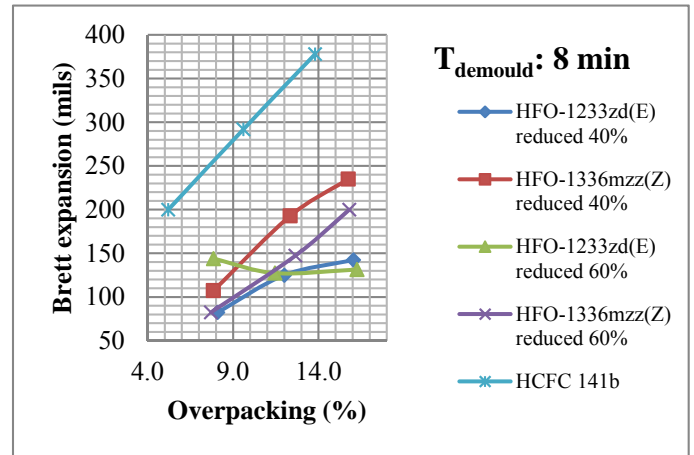 Brett expansion (mils)
400
350
300
250
200
150
100
50
4.0 9.0 14.0
Overpacking (%)
Tdemould: 8 min
HFO-1233zd(E)
reduced 40%
HFO-1336mzz(Z)
reduced 40%
HFO-1233zd(E)
reduced 60%
HFO-1336mzz(Z)
reduced 60%
HCFC 141b